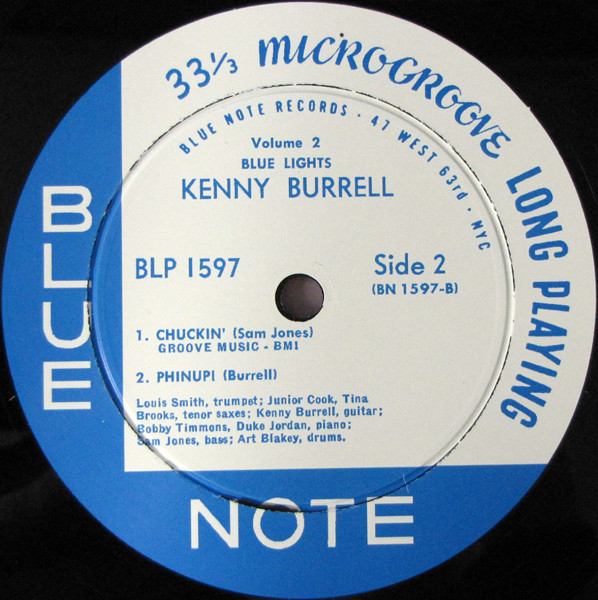 33⅓ MICROGROOVE LONG PLAYING
BLUE NOTE RECORDS · 47 WEST 63rd · NYC
Volume 2
BLUE LIGHTS
KENNY BURRELL
BLP 1597
Side 2
(BN 1597-B)
1. CHUCKIN' (Sam Jones)
GROOVE MUSIC - BMI
2. PHINUPI (Burrell)
Louis Smith, trumpet; Junior Cook, Tina
Brooks, tenor saxes; Kenny Burrell, guitar;
Bobby Timmons, Duke Jordan, piano;
Sam Jones, bass; Art Blakey, drums.
BLUE
NOTE